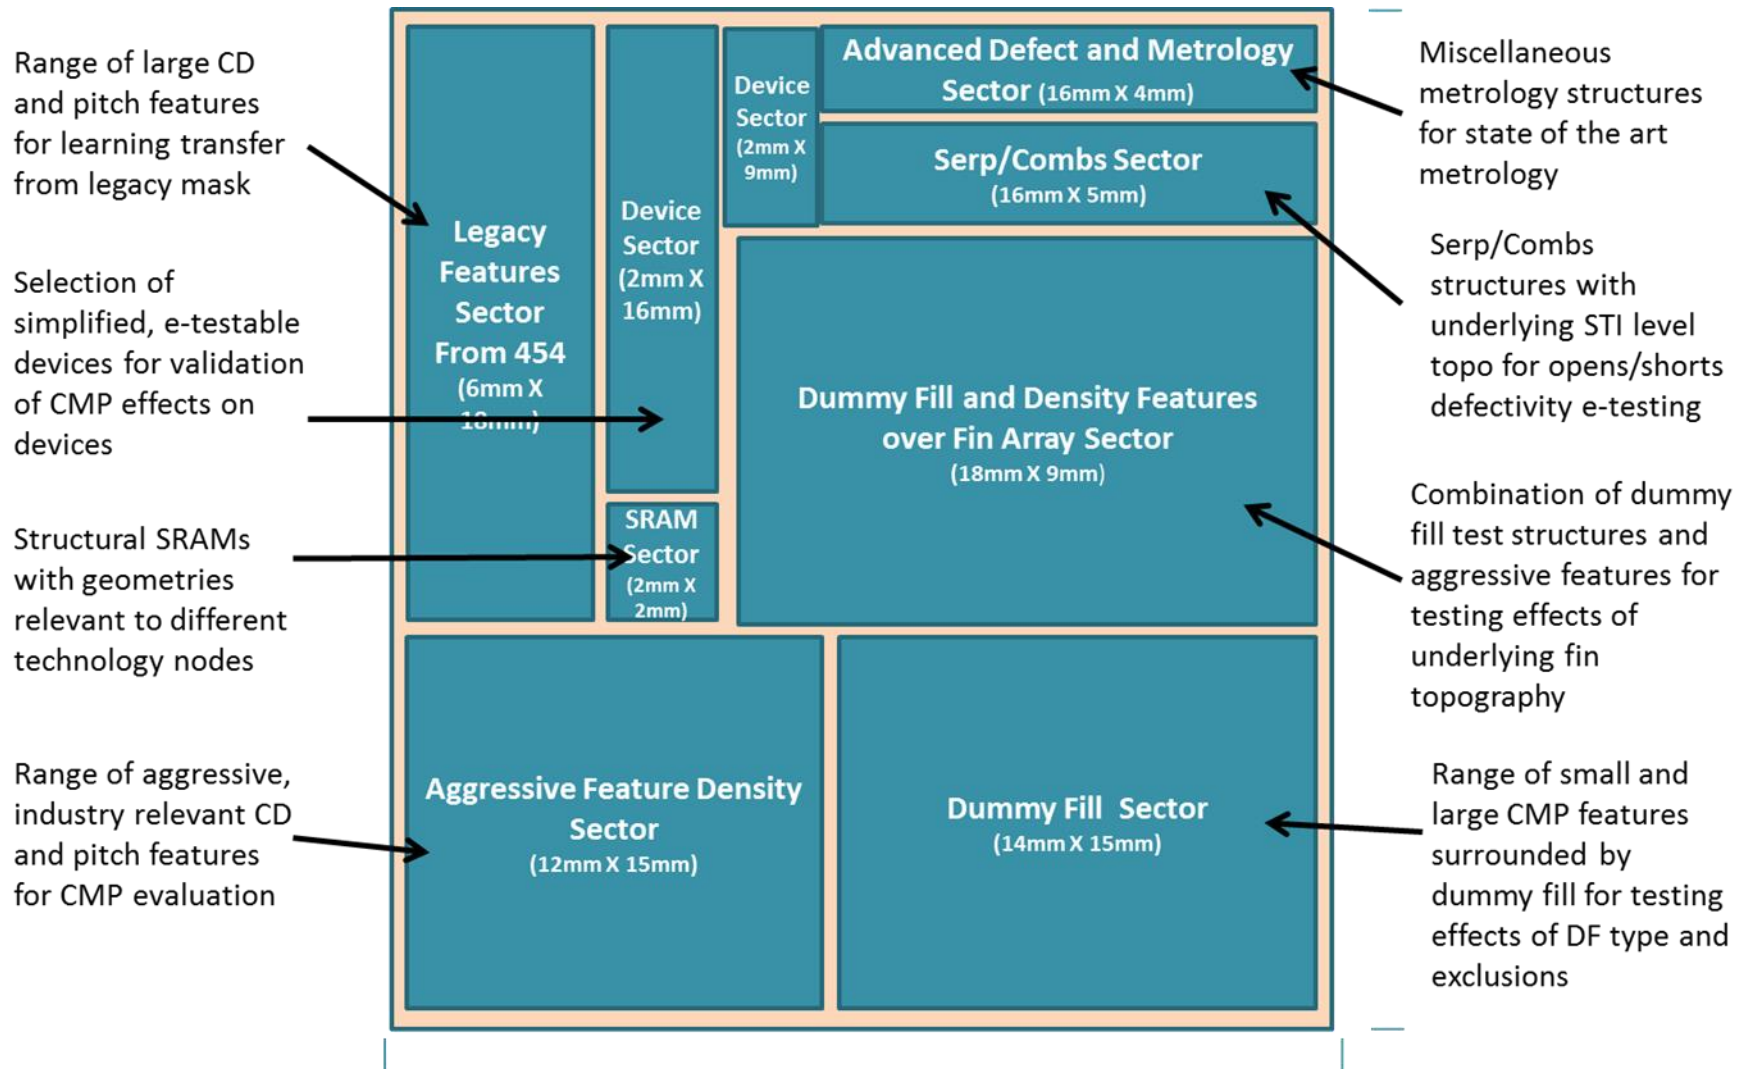 Range of large CD
and pitch features
for learning transfer
from legacy mask
Selection of
simplified, e-testable
devices for validation
of CMP effects on
devices
Structural SRAMs
with geometries
relevant to different
technology nodes
Range of aggressive,
industry relevant CD
and pitch features
for CMP evaluation
Legacy
Features
Sector
From 454
(6mm X
18mm)
Device
Sector
(2mm X
16mm)
SRAM
Sector
(2mm X
2mm)
Device
Sector
(2mm X
9mm)
Advanced Defect and Metrology
Sector (16mm X 4mm)
Serp/Combs Sector
(16mm X 5mm)
Dummy Fill and Density Features
over Fin Array Sector
(18mm X 9mm)
Aggressive Feature Density
Sector
(12mm X 15mm)
Dummy Fill Sector
(14mm X 15mm)
Miscellaneous
metrology structures
for state of the art
metrology
Serp/Combs
structures with
underlying STI level
topo for opens/shorts
defectivity e-testing
Combination of dummy
fill test structures and
aggressive features for
testing effects of
underlying fin
topography
Range of small and
large CMP features
surrounded by
dummy fill for testing
effects of DF type and
exclusions